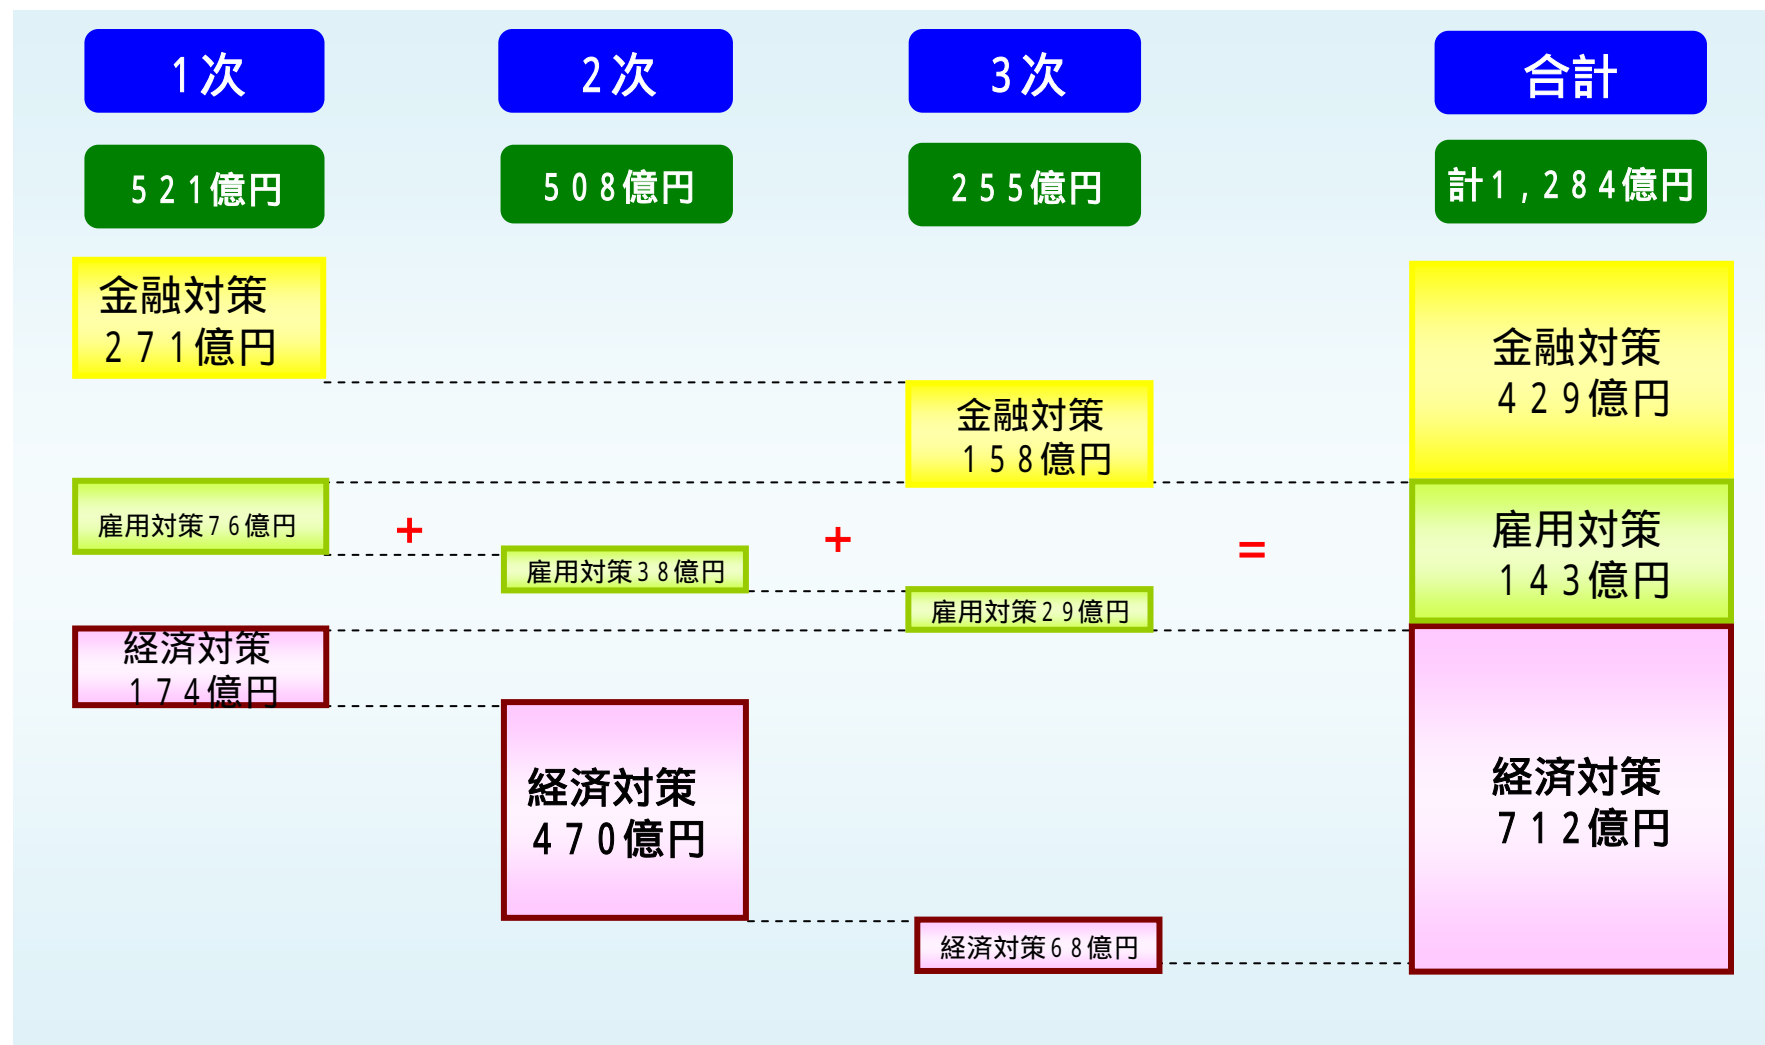 １次
２次
３次
合計
５２１億円
５０８億円
２５５億円
計１，２８４億円
金融対策
２７１億円
金融対策
１５８億円
金融対策
４２９億円
雇用対策７６億円
＋
雇用対策３８億円
＋
雇用対策２９億円
＝
雇用対策
１４３億円
経済対策
１７４億円
経済対策
４７０億円
経済対策６８億円
経済対策
７１２億円